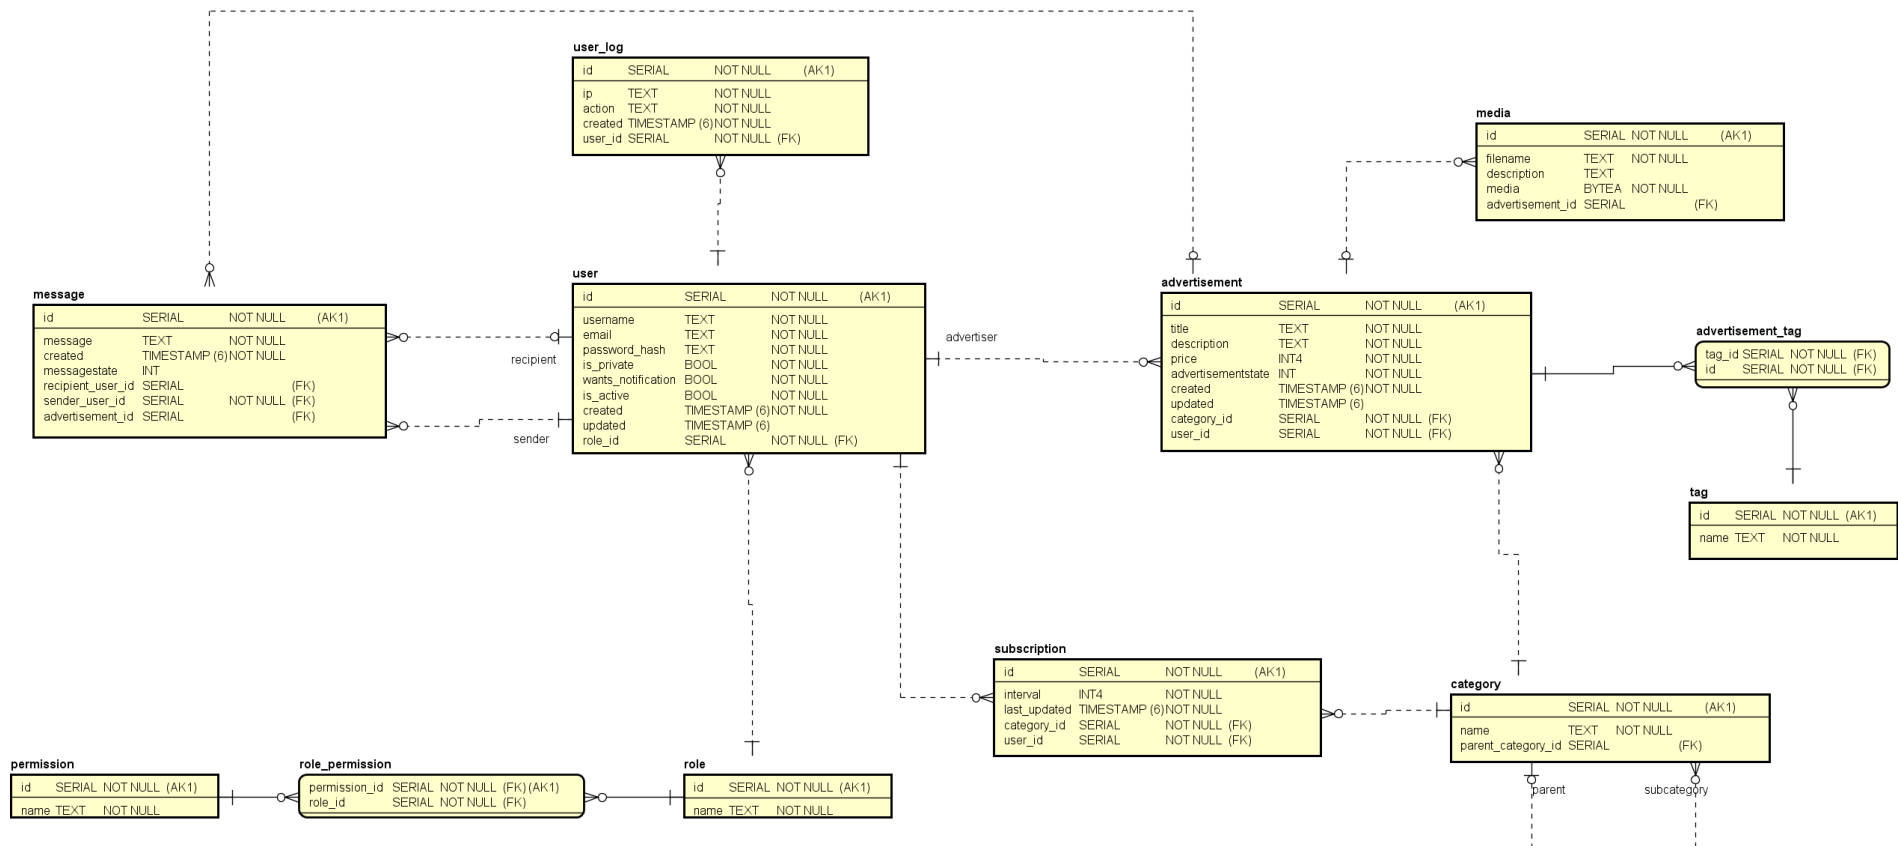 user_log
id SERIAL NOT NULL (AK1)
ip TEXT NOT NULL
action TEXT NOT NULL
created TIMESTAMP (6) NOT NULL
user_id SERIAL NOT NULL (FK)
media
id SERIAL NOT NULL (AK1)
filename TEXT NOT NULL
description TEXT
media BYTEA NOT NULL
advertisement_id SERIAL (FK)
message
id SERIAL NOT NULL (AK1)
message TEXT NOT NULL
created TIMESTAMP (6) NOT NULL
messagestate INT
recipient_user_id SERIAL (FK)
sender_user_id SERIAL NOT NULL (FK)
advertisement_id SERIAL (FK)
recipient
sender
user
id SERIAL NOT NULL (AK1)
username TEXT NOT NULL
email TEXT NOT NULL
password_hash TEXT NOT NULL
is_private BOOL NOT NULL
wants_notification BOOL NOT NULL
is_active BOOL NOT NULL
created TIMESTAMP (6) NOT NULL
updated TIMESTAMP (6)
role_id SERIAL NOT NULL (FK)
advertiser
advertisement
id SERIAL NOT NULL (AK1)
title TEXT NOT NULL
description TEXT NOT NULL
price INT4 NOT NULL
advertisementstate INT NOT NULL
created TIMESTAMP (6) NOT NULL
updated TIMESTAMP (6)
category_id SERIAL NOT NULL (FK)
user_id SERIAL NOT NULL (FK)
advertisement_tag
tag_id SERIAL NOT NULL (FK)
id SERIAL NOT NULL (FK)
tag
id SERIAL NOT NULL (AK1)
name TEXT NOT NULL
subscription
id SERIAL NOT NULL (AK1)
interval INT4 NOT NULL
last_updated TIMESTAMP (6) NOT NULL
category_id SERIAL NOT NULL (FK)
user_id SERIAL NOT NULL (FK)
category
id SERIAL NOT NULL (AK1)
name TEXT NOT NULL
parent_category_id SERIAL (FK)
parent
subcategory
permission
id SERIAL NOT NULL (AK1)
name TEXT NOT NULL
role_permission
permission_id SERIAL NOT NULL (FK) (AK1)
role_id SERIAL NOT NULL (FK)
role
id SERIAL NOT NULL (AK1)
name TEXT NOT NULL